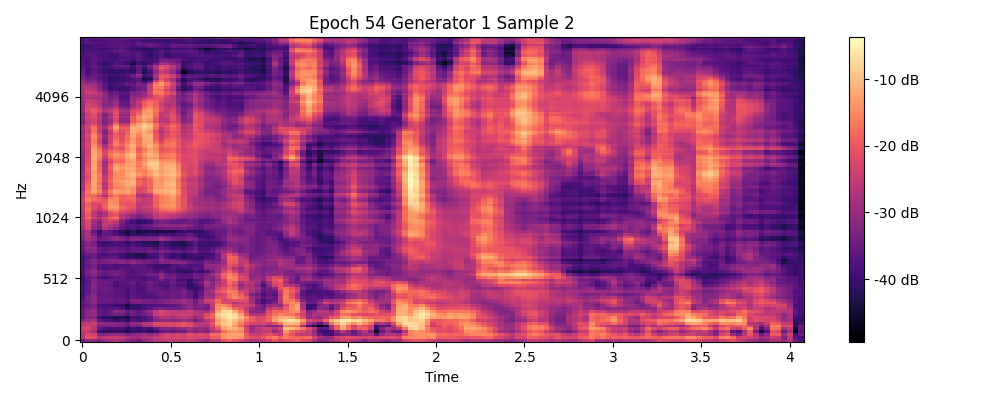 Epoch 54 Generator 1 Sample 2
Hz
4096
2048
1024
512
0
0 0.5 1 1.5 2 2.5 3 3.5 4
Time
-10 dB
-20 dB
-30 dB
-40 dB